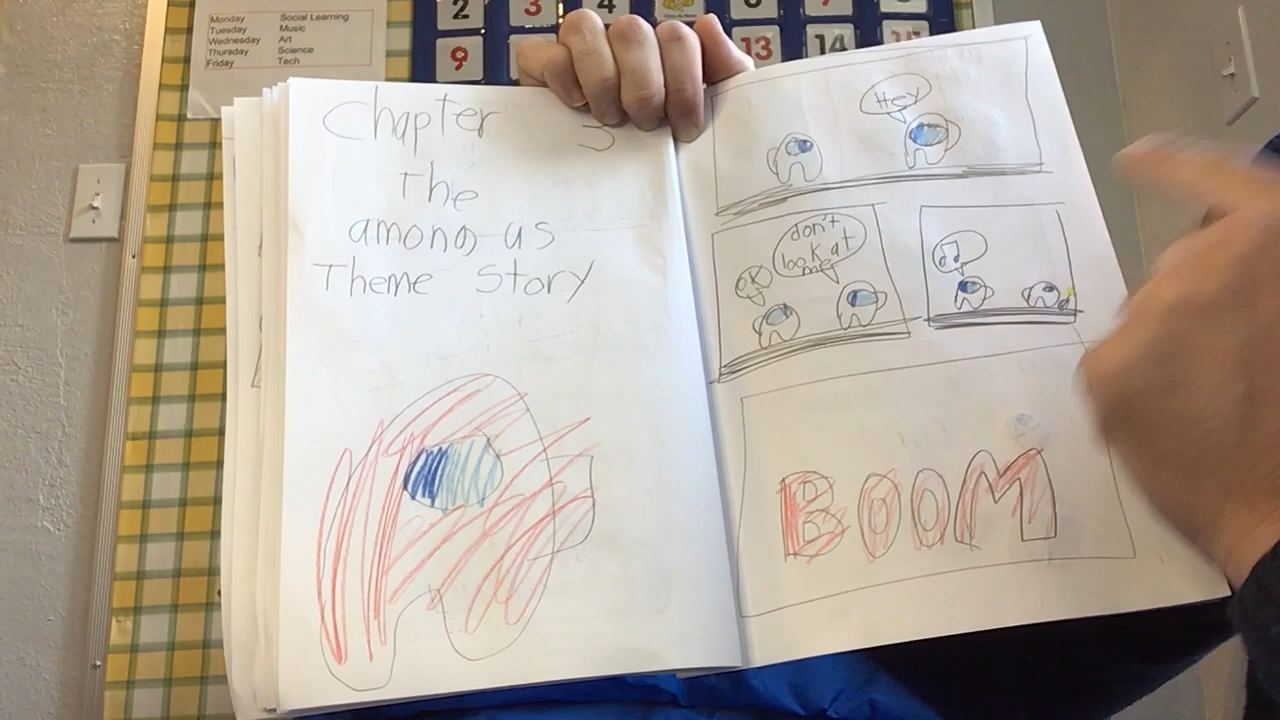 Monday Social Learning
Tuesday Music
Wednesday Art
Thursday Science
Friday Tech
2 3 4
9 13 14
Chapter
The
among us
Theme Story
Hey
don't
look at
me
OK
BOOM